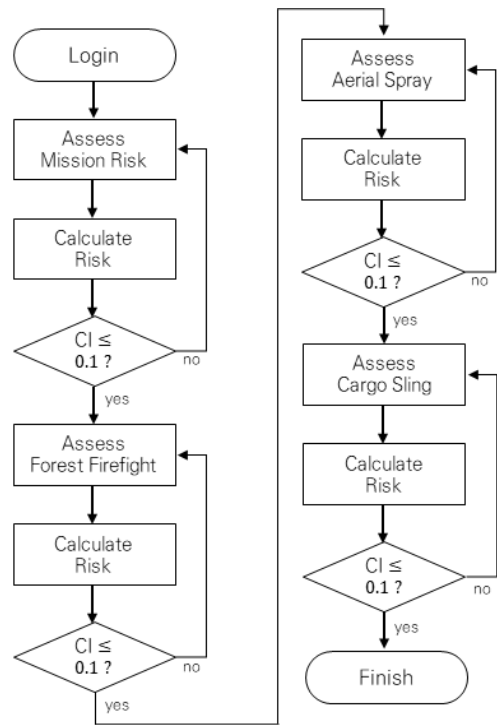 Login
Assess
Mission Risk
Calculate
Risk
CI ≤
0.1 ?
no
yes
Assess
Forest Firefight
Calculate
Risk
CI ≤
0.1 ?
no
yes
Assess
Aerial Spray
Calculate
Risk
CI ≤
0.1 ?
no
yes
Assess
Cargo Sling
Calculate
Risk
CI ≤
0.1 ?
no
yes
Finish